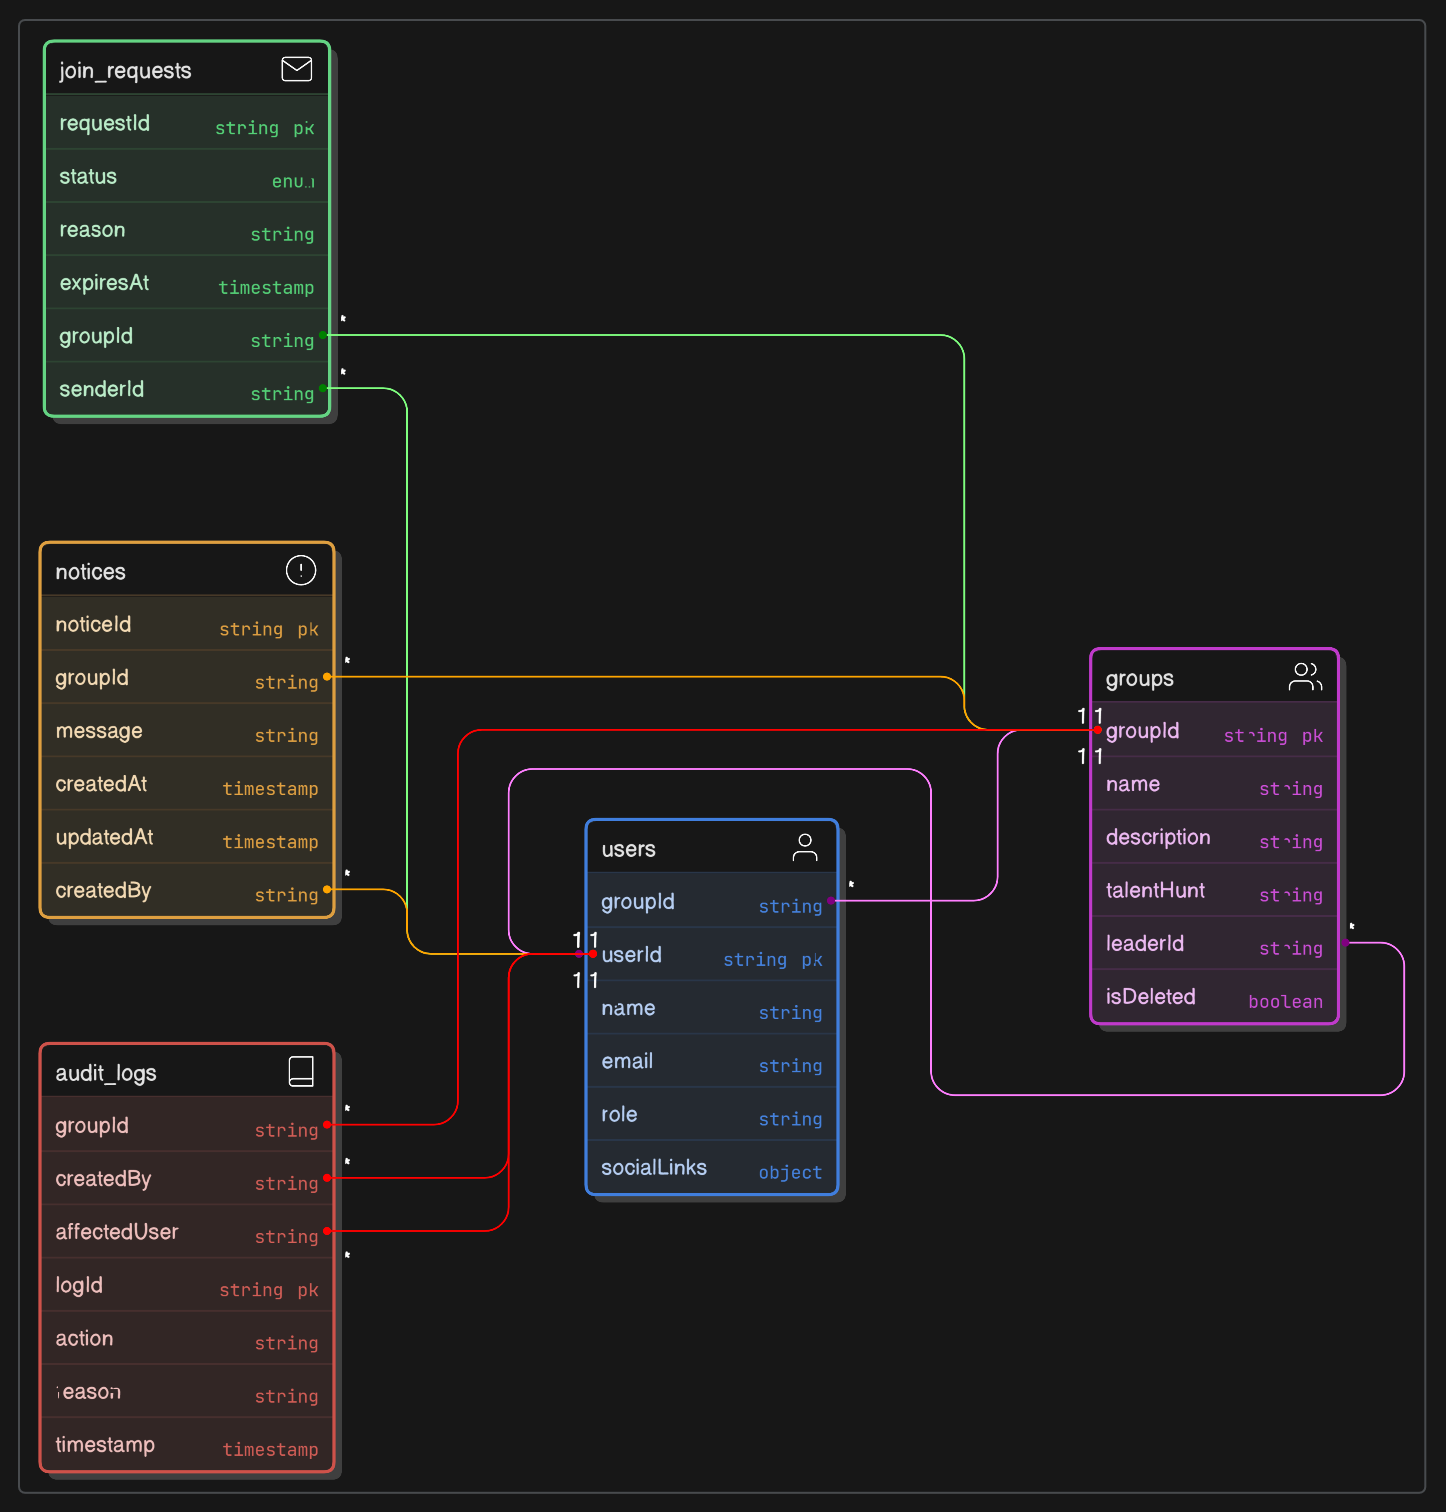 join_requests
requestId string pk
status
reason string
expiresAt timestamp
groupId string *
senderId string *
notices
noticeId string pk
groupId string *
message string
createdAt timestamp
updatedAt timestamp
createdBy string *
audit_logs
groupId string *
createdBy string *
affectedUser string *
logId string pk
action string
reason string
timestamp timestamp
users
groupId string *
1 1
userId string pk
1 1
name string
email string
role string
socialLinks object
groups
1 1
groupId string pk
1 1
name string
description string
talentHunt string
leaderId string *
isDeleted boolean